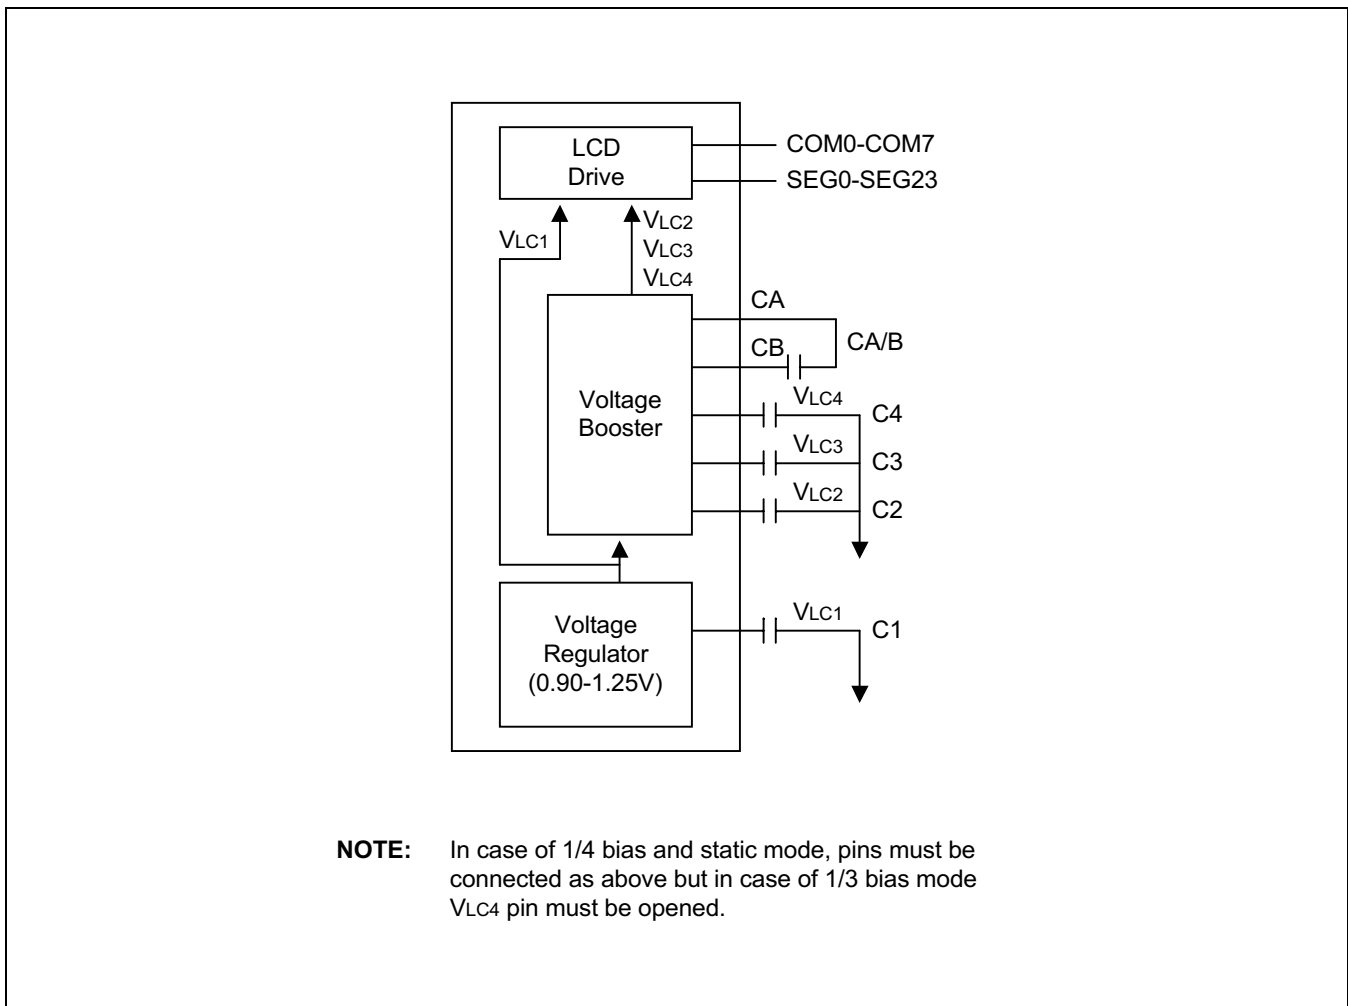 LCD
Drive
COM0-COM7
SEG0-SEG23
VLC1
VLC2
VLC3
VLC4
CA
CB
CA/B
Voltage
Booster
VLC4
C4
VLC3
C3
VLC2
C2
Voltage
Regulator
(0.90-1.25V)
VLC1
C1
NOTE: In case of 1/4 bias and static mode, pins must be
connected as above but in case of 1/3 bias mode
VLC4 pin must be opened.